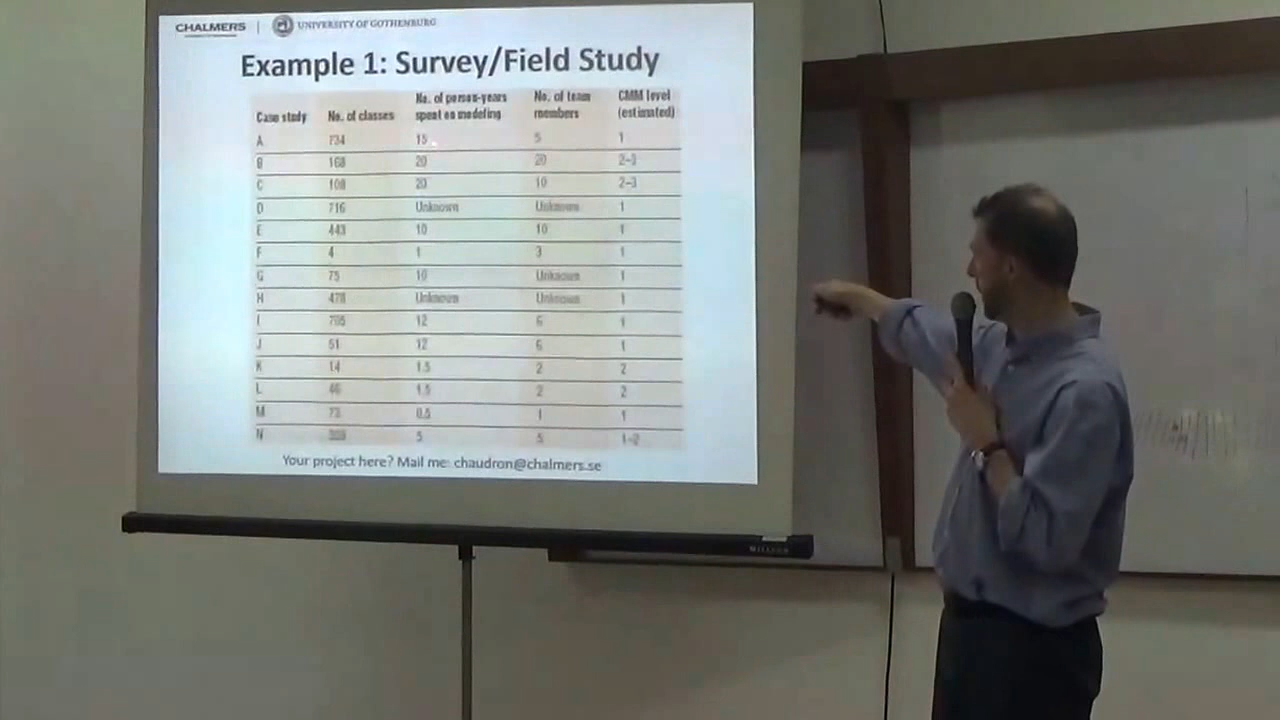 CHALMERS | UNIVERSITY OF GOTHENBURG
Example 1: Survey/Field Study
Case study No. of classes No. of person-years spent on modeling No. of team members CMM level (estimated)
A 734 15 5 1
B 168 20 20 2–3
C 108 20 10 2–3
D 716 Unknown Unknown 1
E 443 10 10 1
F 4 1 3 1
G 75 10 Unknown 1
H 478 Unknown Unknown 1
I 12 6 1
J 51 12 6 1
K 14 1.5 2 2
L 1.5 2 2
M 0.5 1 1
N 5 5 1–2
Your project here? Mail me: chaudron@chalmers.se